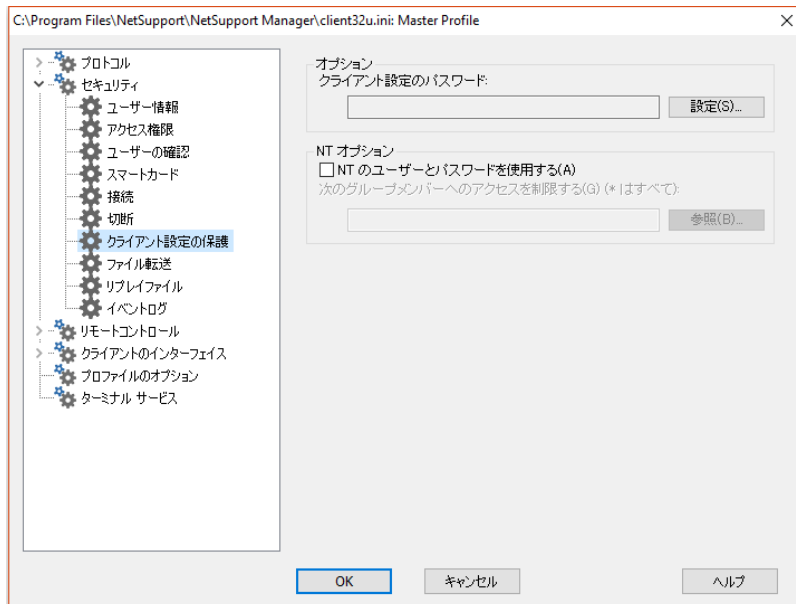 C:\Program Files\NetSupport\NetSupport Manager\client32u.ini: Master Profile
プロトコル
セキュリティ
ユーザー情報
アクセス権限
ユーザーの確認
スマートカード
接続
切断
クライアント設定の保護
ファイル転送
リプレイファイル
イベントログ
リモートコントロール
クライアントのインターフェイス
プロファイルのオプション
ターミナル サービス
オプション
クライアント設定のパスワード:
設定(S)...
NT オプション
NT のユーザーとパスワードを使用する(A)
次のグループメンバーへのアクセスを制限する(G) (* はすべて):
参照(B)...
OK
キャンセル
ヘルプ